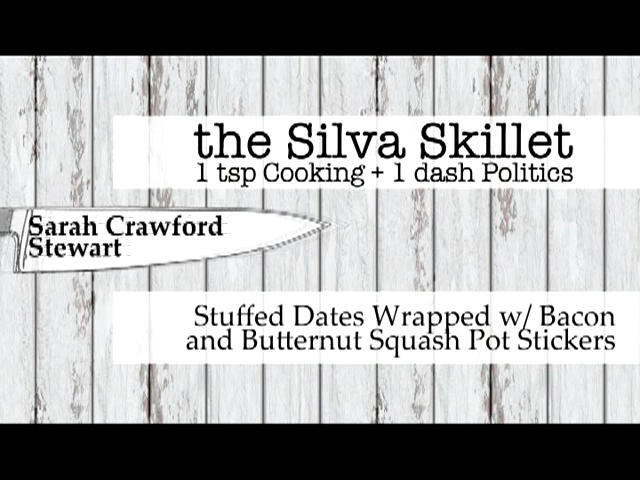 the Silva Skillet
1 tsp Cooking + 1 dash Politics
Sarah Crawford
Stewart
Stuffed Dates Wrapped w/ Bacon
and Butternut Squash Pot Stickers